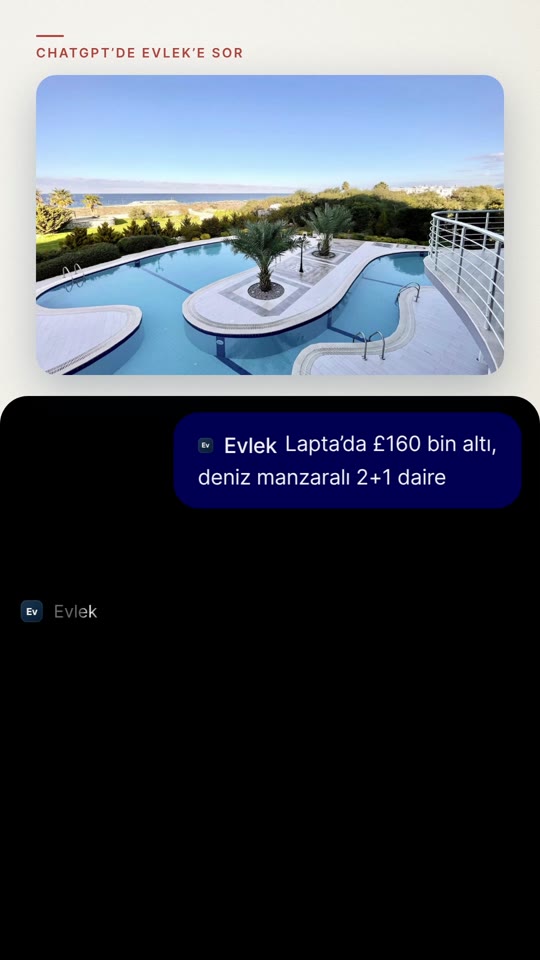 CHATGPT’DE EVLEK’E SOR
Ev Evlek Lapta’da £160 bin altı,
deniz manzaralı 2+1 daire
Ev Evlek